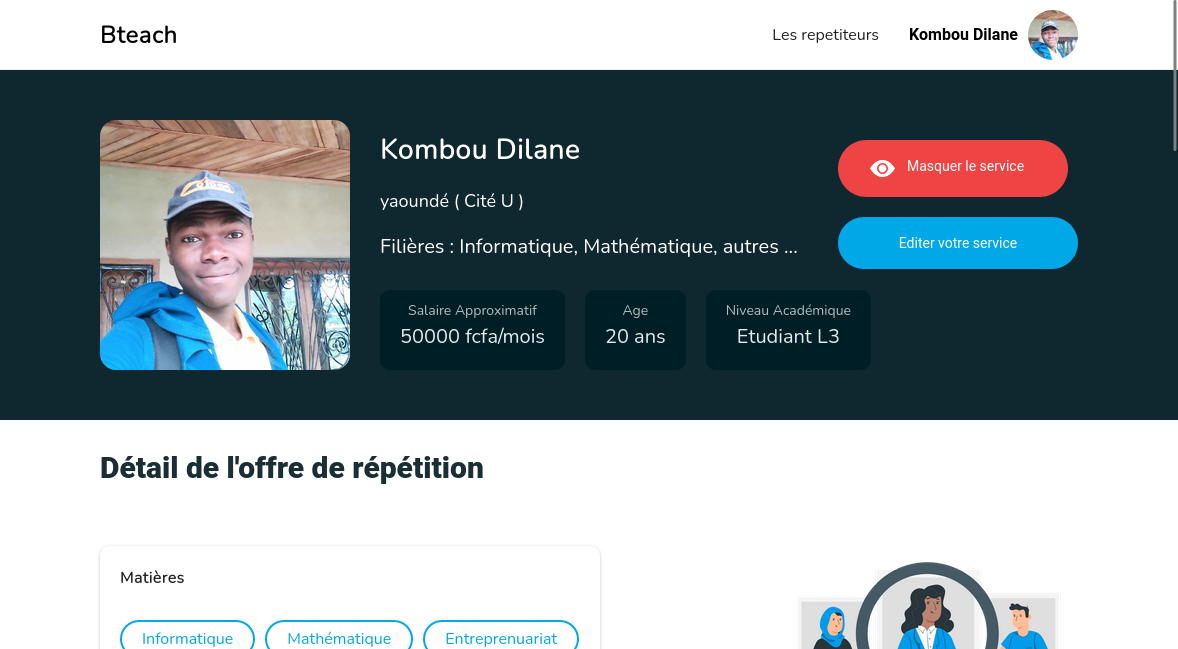 Bteach
Les repetiteurs
Kombou Dilane
Kombou Dilane
yaoundé ( Cité U )
Filières : Informatique, Mathématique, autres ...
Masquer le service
Editer votre service
Salaire Approximatif
50000 fcfa/mois
Age
20 ans
Niveau Académique
Etudiant L3
Détail de l'offre de répétition
Matières
Informatique
Mathématique
Entreprenuariat